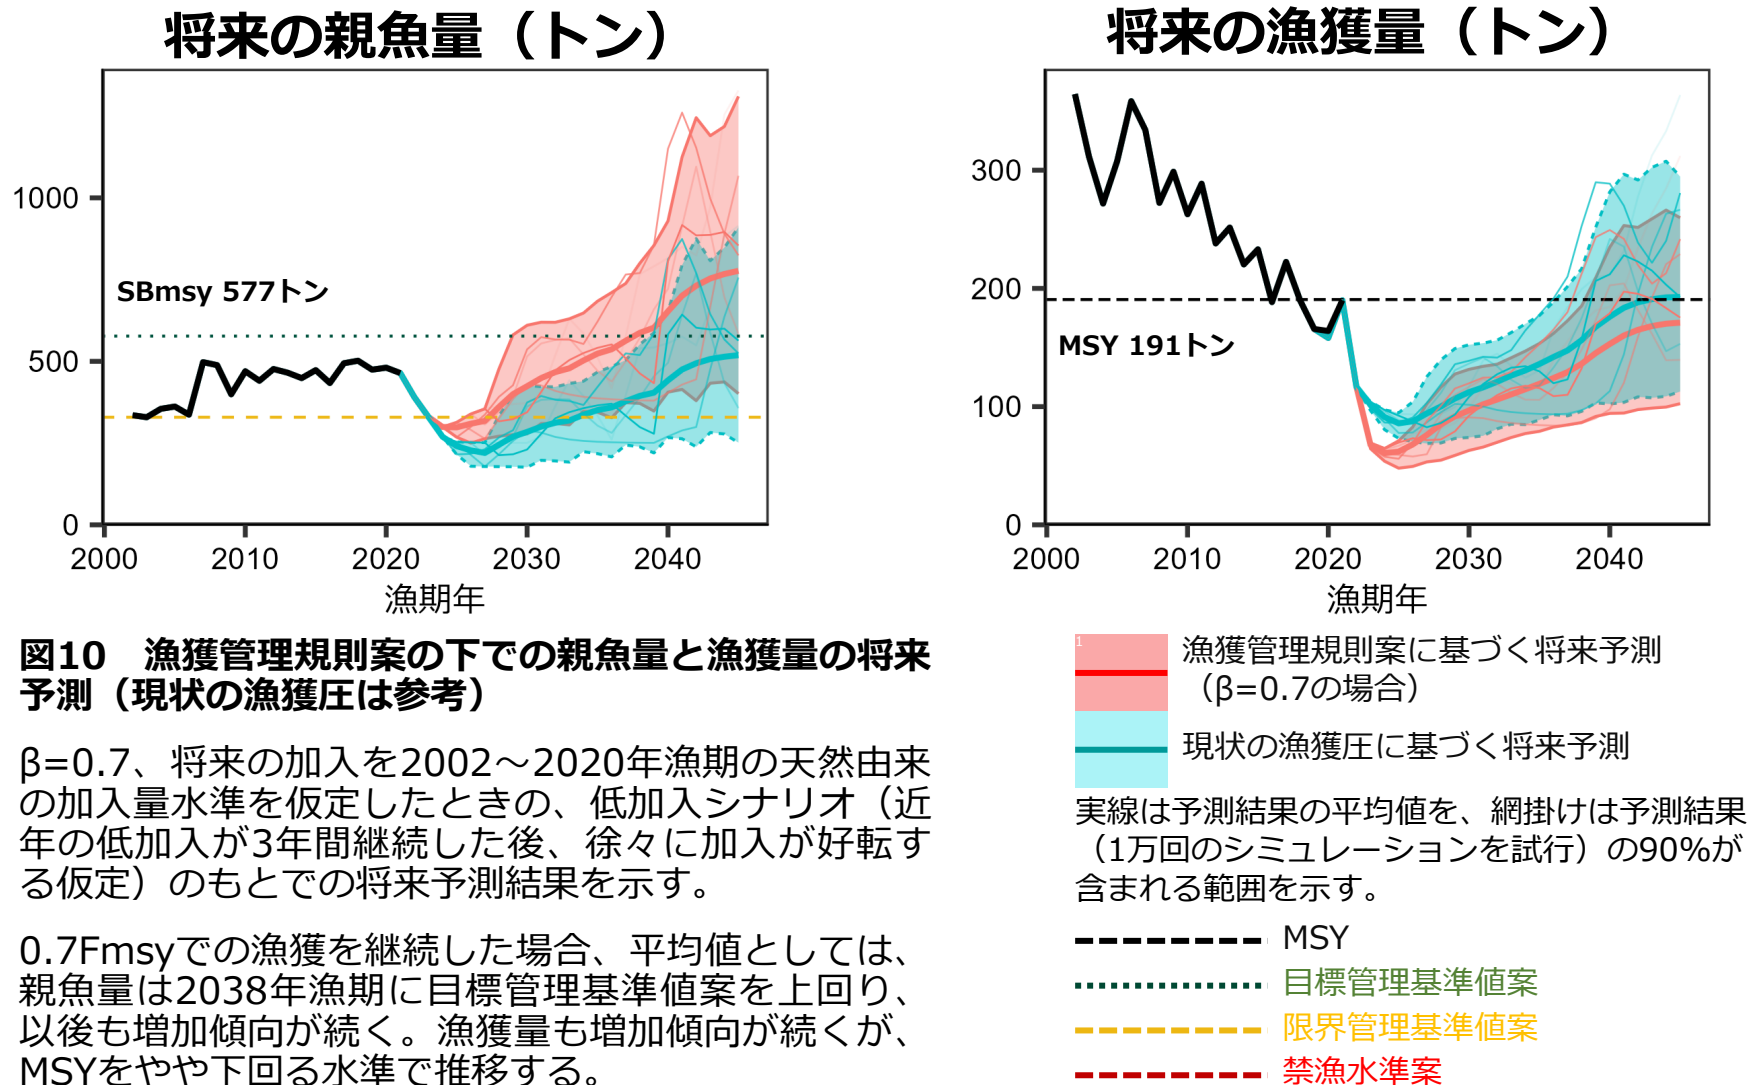 将来の親魚量（トン）
1000
500
0
SBmsy 577トン
2000 2010 2020 2030 2040
漁期年
将来の漁獲量（トン）
300
200
100
0
MSY 191トン
2000 2010 2020 2030 2040
漁期年
図10　漁獲管理規則案の下での親魚量と漁獲量の将来
予測（現状の漁獲圧は参考）
β=0.7、将来の加入を2002～2020年漁期の天然由来
の加入量水準を仮定したときの、低加入シナリオ（近
年の低加入が3年間継続した後、徐々に加入が好転す
る仮定）のもとでの将来予測結果を示す。
0.7Fmsyでの漁獲を継続した場合、平均値としては、
親魚量は2038年漁期に目標管理基準値案を上回り、
以後も増加傾向が続く。漁獲量も増加傾向が続くが、
MSYをやや下回る水準で推移する。
1
漁獲管理規則案に基づく将来予測
（β=0.7の場合）
現状の漁獲圧に基づく将来予測
実線は予測結果の平均値を、網掛けは予測結果
（1万回のシミュレーションを試行）の90%が
含まれる範囲を示す。
MSY
目標管理基準値案
限界管理基準値案
禁漁水準案